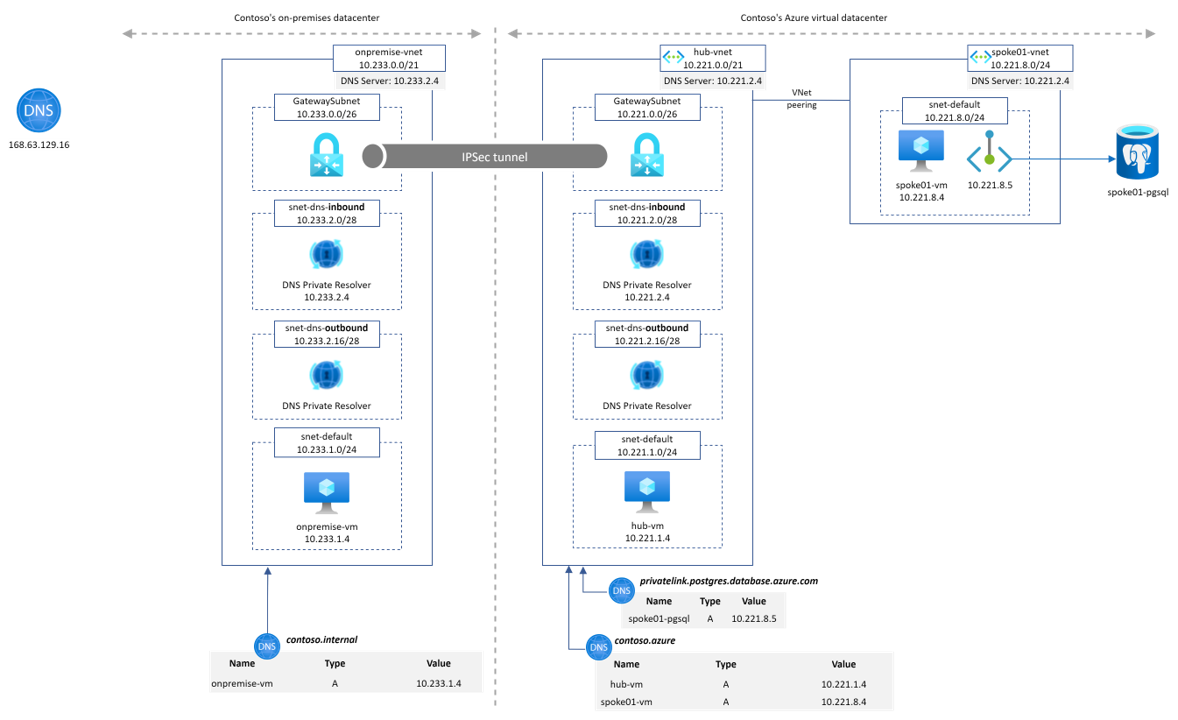 Contoso's on-premises datacenter
Contoso's Azure virtual datacenter
DNS
168.63.129.16
onpremise-vnet
10.233.0.0/21
DNS Server: 10.233.2.4
GatewaySubnet
10.233.0.0/26
IPSec tunnel
snet-dns-inbound
10.233.2.0/28
DNS Private Resolver
10.233.2.4
snet-dns-outbound
10.233.2.16/28
DNS Private Resolver
snet-default
10.233.1.0/24
onpremise-vm
10.233.1.4
hub-vnet
10.221.0.0/21
DNS Server: 10.221.2.4
GatewaySubnet
10.221.0.0/26
snet-dns-inbound
10.221.2.0/28
DNS Private Resolver
10.221.2.4
snet-dns-outbound
10.221.2.16/28
DNS Private Resolver
snet-default
10.221.1.0/24
hub-vm
10.221.1.4
VNet
peering
spoke01-vnet
10.221.8.0/24
DNS Server: 10.221.2.4
snet-default
10.221.8.0/24
spoke01-vm
10.221.8.4
10.221.8.5
spoke01-pgsql
DNS
contoso.internal
Name Type Value
onpremise-vm A 10.233.1.4
DNS
privatelink.postgres.database.azure.com
Name Type Value
spoke01-pgsql A 10.221.8.5
DNS
contoso.azure
Name Type Value
hub-vm A 10.221.1.4
spoke01-vm A 10.221.8.4